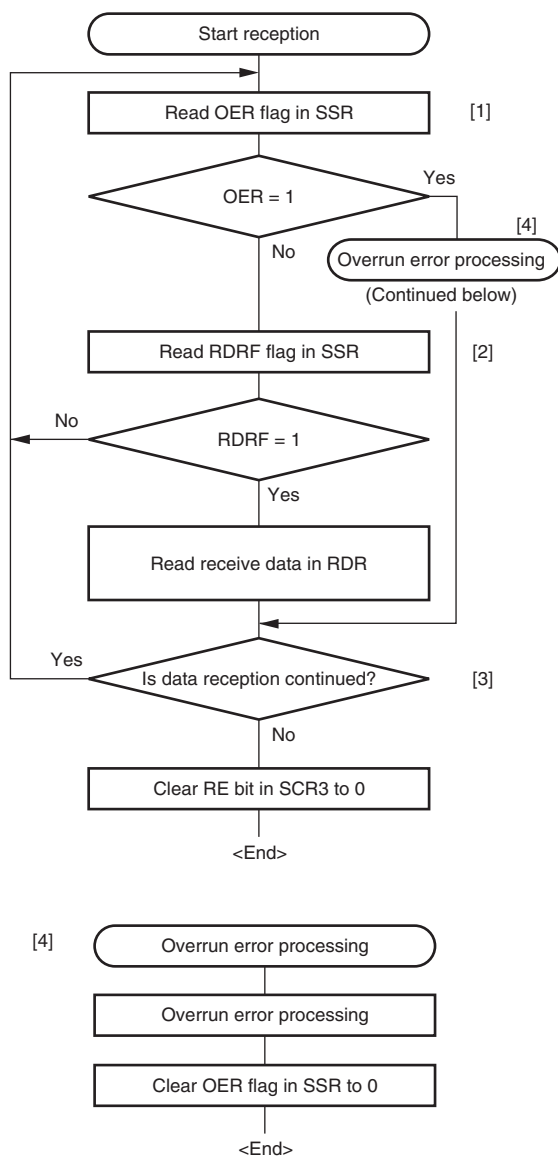 Start reception
Read OER flag in SSR
[1]
OER = 1
Yes
No
[4]
Overrun error processing
(Continued below)
Read RDRF flag in SSR
[2]
No
RDRF = 1
Yes
Read receive data in RDR
Yes
Is data reception continued?
[3]
No
Clear RE bit in SCR3 to 0
<End>
[4]
Overrun error processing
Overrun error processing
Clear OER flag in SSR to 0
<End>